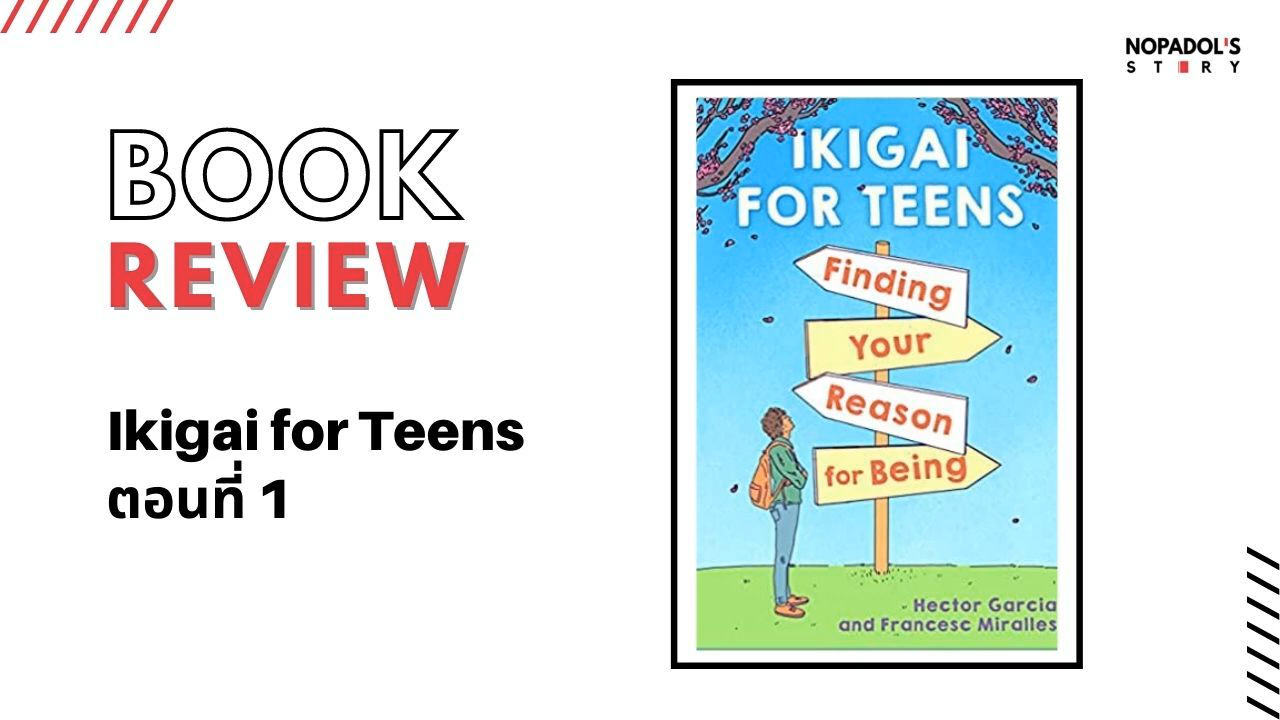 BOOK
REVIEW
Ikigai for Teens
ตอนที่ 1
NOPADOL'S
STORY
IKIGAI
FOR TEENS
Finding
Your
Reason
for Being
Hector Garcia
and Francesc Miralles